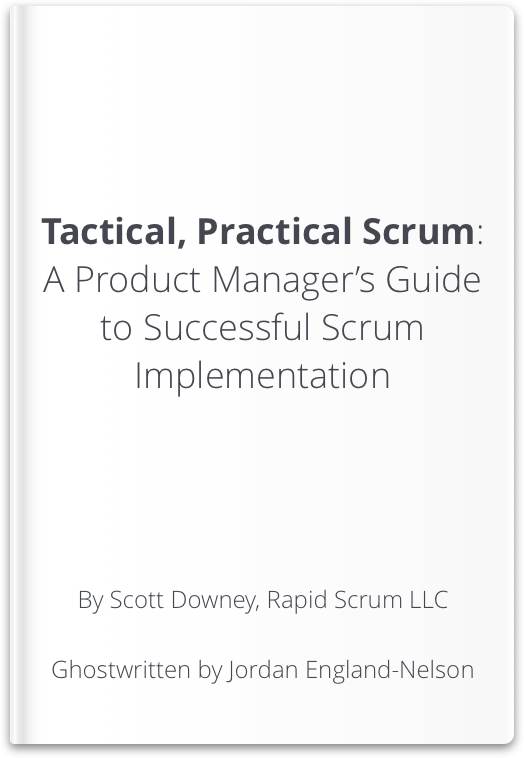 Tactical, Practical Scrum:
A Product Manager’s Guide
to Successful Scrum
Implementation
By Scott Downey, Rapid Scrum LLC
Ghostwritten by Jordan England-Nelson